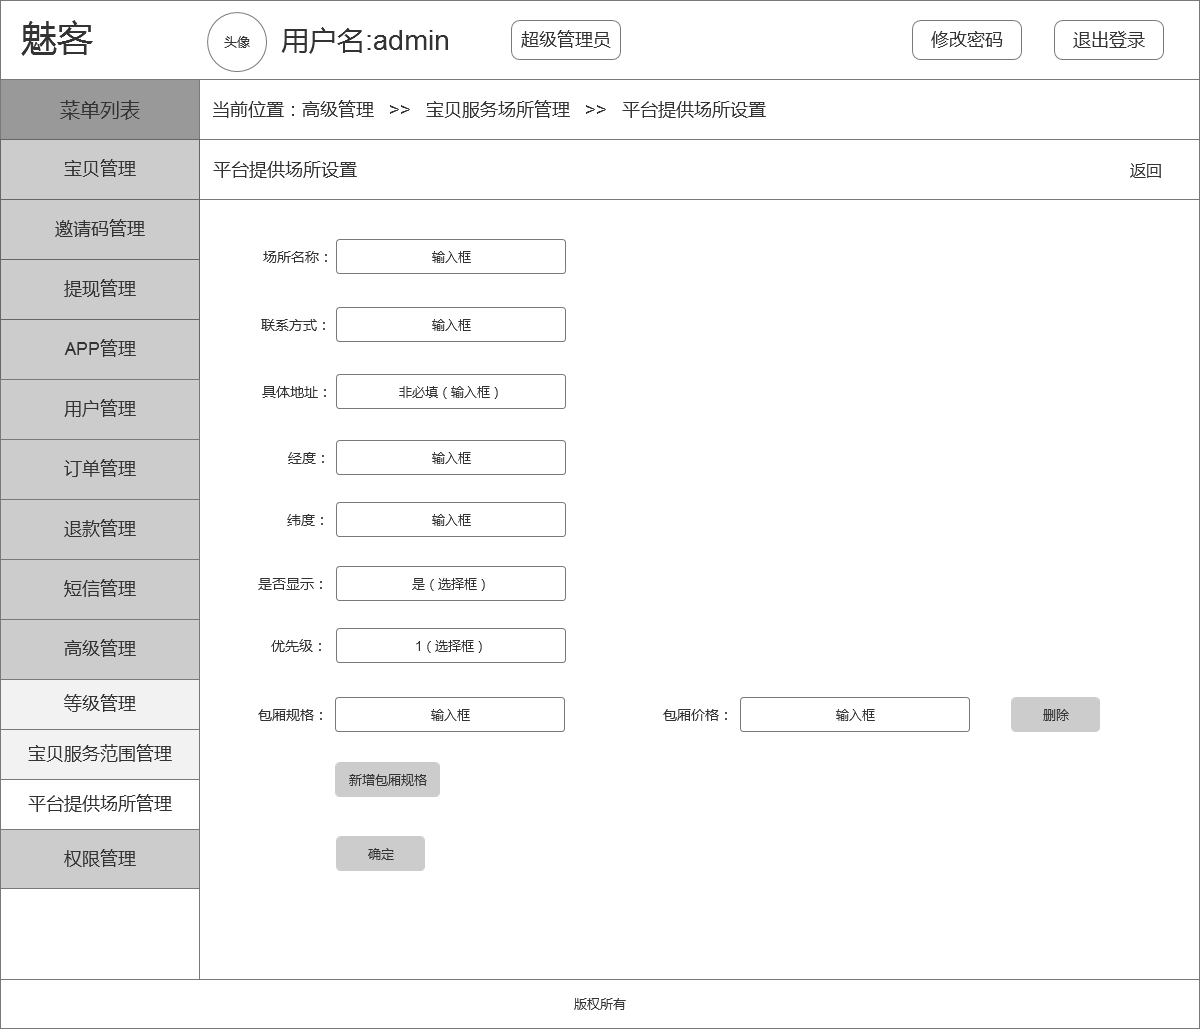 魅客
头像
用户名:admin
超级管理员
修改密码
退出登录
菜单列表
当前位置：高级管理 >> 宝贝服务场所管理 >> 平台提供场所设置
宝贝管理
平台提供场所设置
返回
邀请码管理
提现管理
APP管理
用户管理
订单管理
退款管理
短信管理
高级管理
等级管理
宝贝服务范围管理
平台提供场所管理
权限管理
场所名称： 输入框
联系方式： 输入框
具体地址： 非必填（输入框）
经度： 输入框
纬度： 输入框
是否显示： 是（选择框）
优先级： 1（选择框）
包厢规格： 输入框 包厢价格： 输入框 删除
新增包厢规格
确定
版权所有